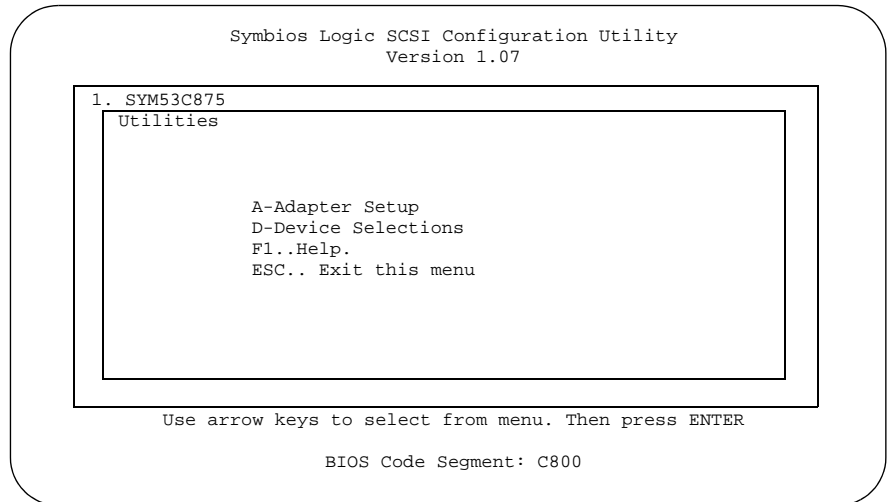 Symbios Logic SCSI Configuration Utility
Version 1.07
1. SYM53C875
Utilities
A-Adapter Setup
D-Device Selections
F1..Help.
ESC.. Exit this menu
Use arrow keys to select from menu. Then press ENTER
BIOS Code Segment: C800